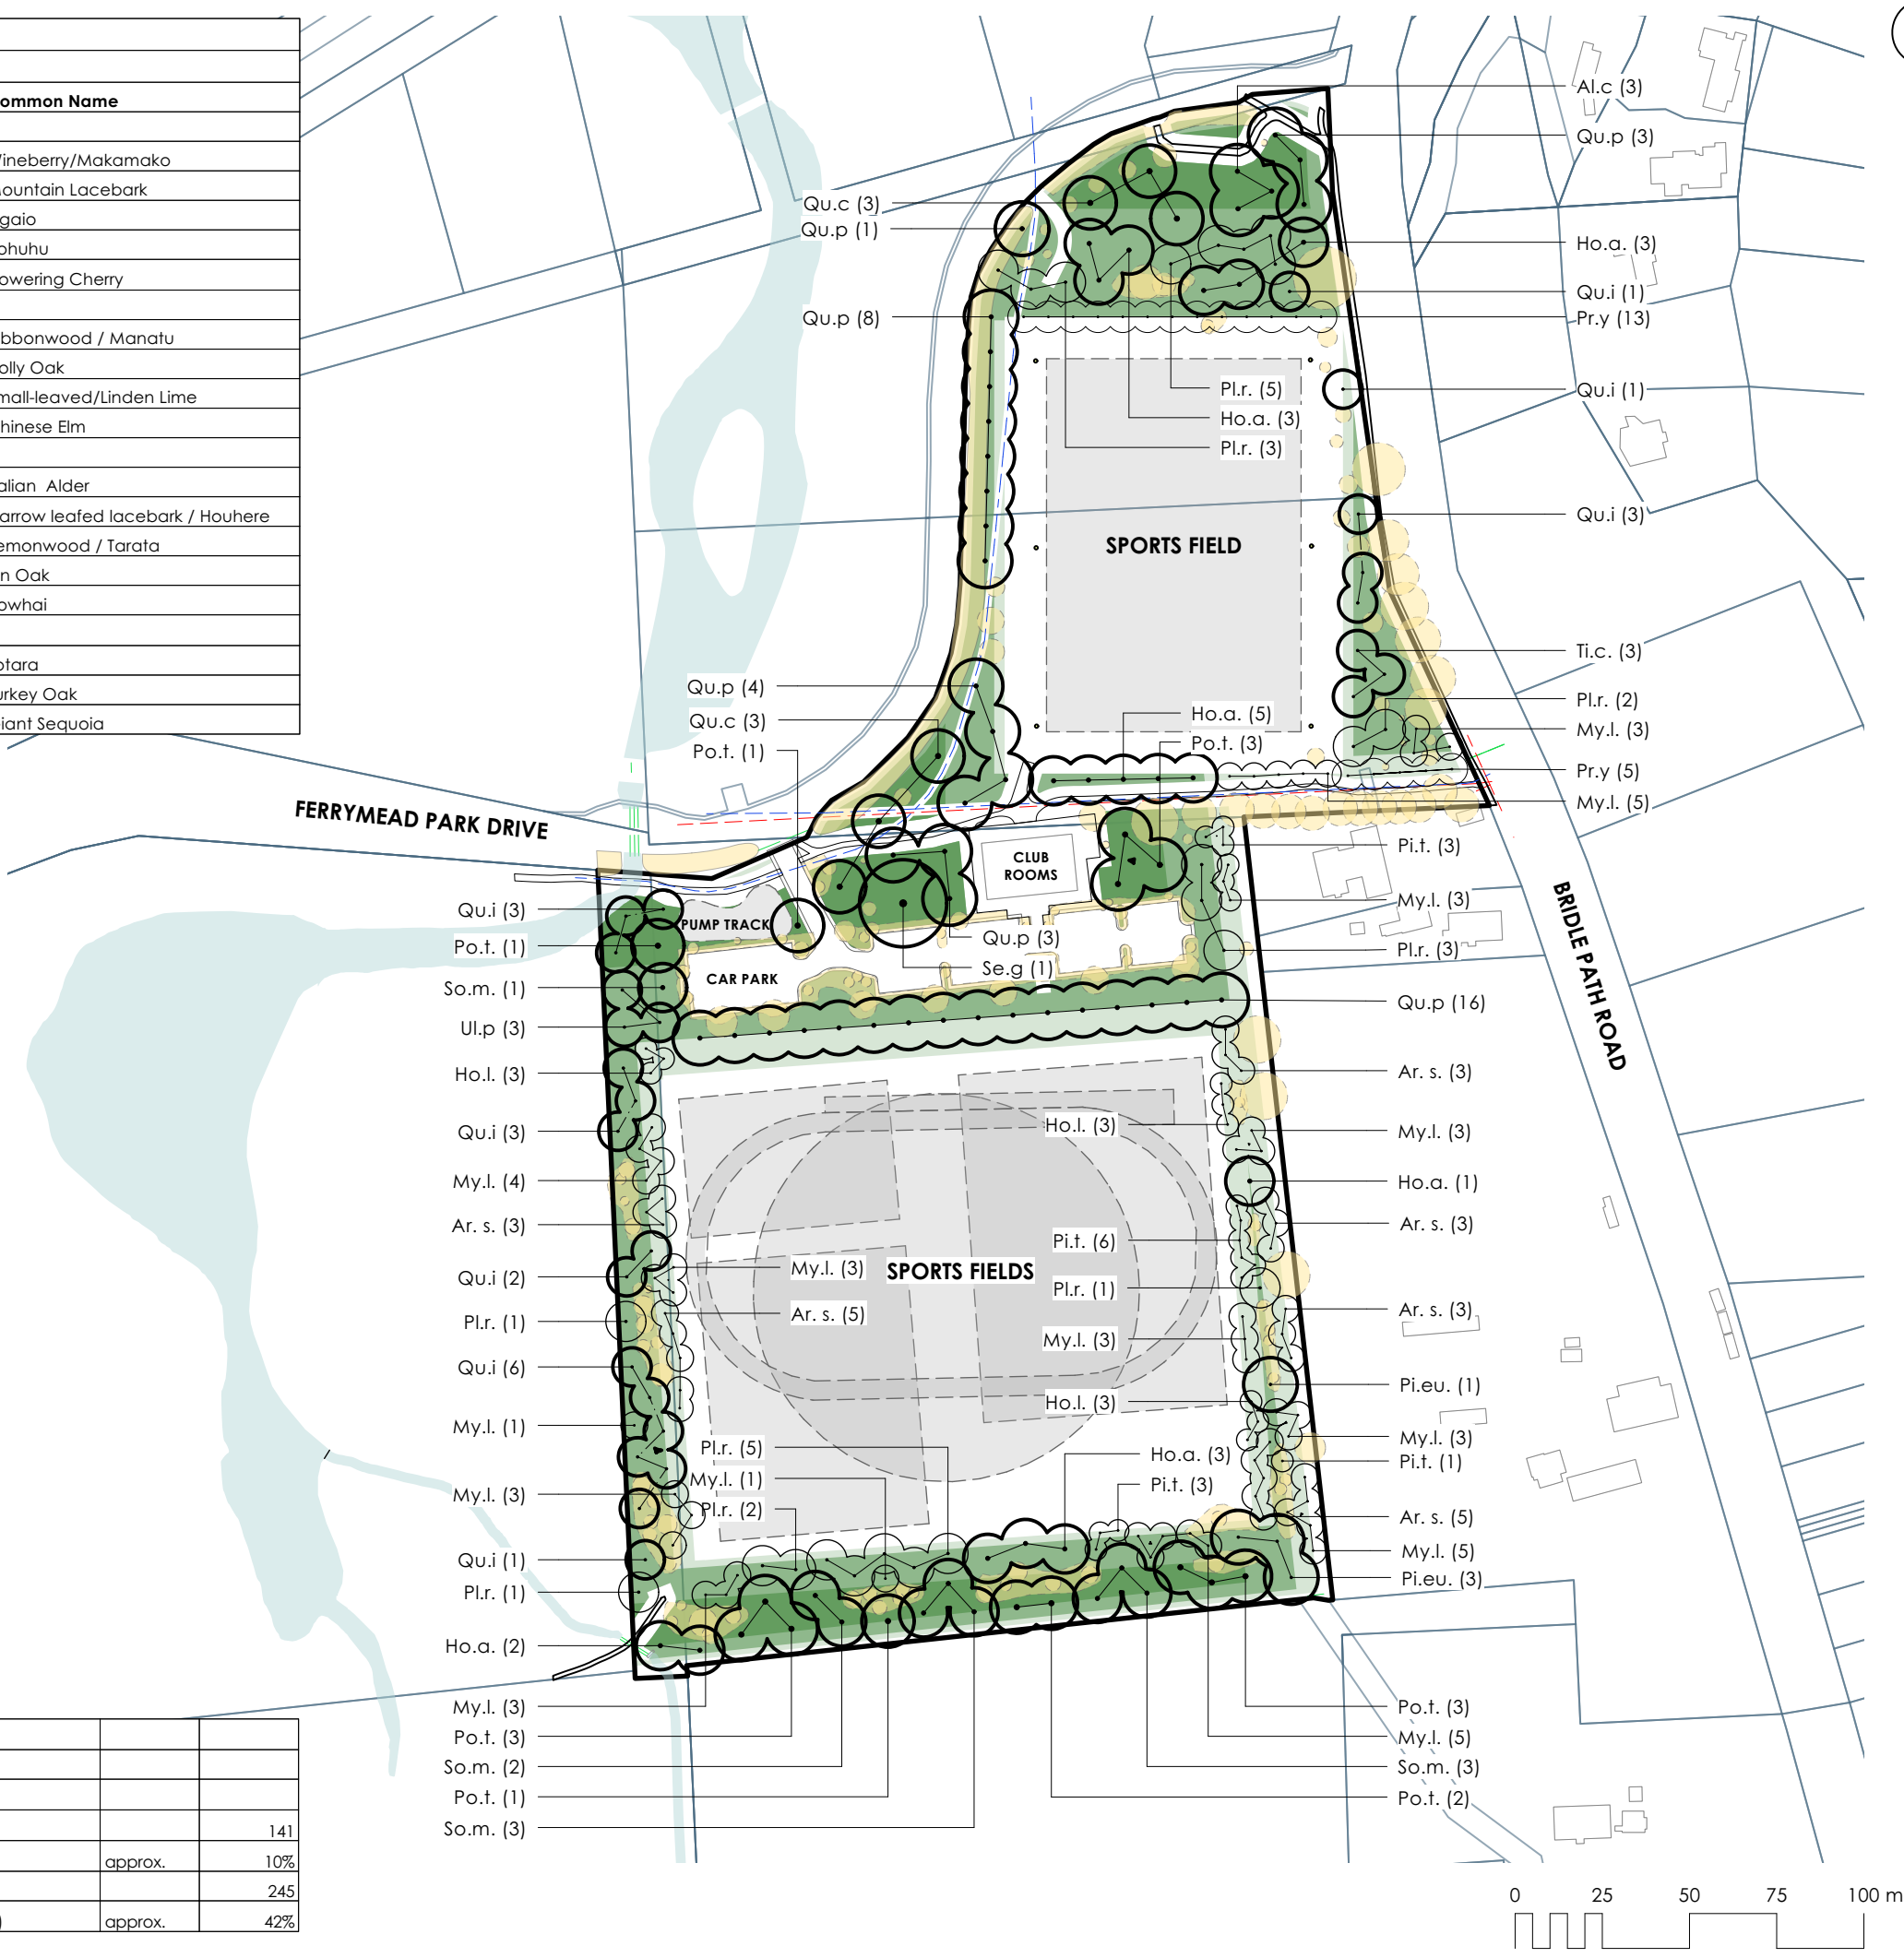 ommon Name
ineberry/Makamako
ountain Lacebark
gaio
ohuhu
owering Cherry
bbonwood / Manatu
olly Oak
mall-leaved/Linden Lime
hinese Elm
alian Alder
arrow leafed lacebark / Houhere
emonwood / Tarata
n Oak
owhai
otara
urkey Oak
iant Sequoia
Al.c (3)
Qu.p (3)
Qu.c (3)
Qu.p (1)
Ho.a. (3)
Qu.i (1)
Qu.p (8)
Pr.y (13)
Pl.r. (5)
Qu.i (1)
Ho.a. (3)
Pl.r. (3)
Qu.i (3)
SPORTS FIELD
Ti.c. (3)
Qu.p (4)
Pl.r. (2)
Qu.c (3)
Ho.a. (5)
My.l. (3)
Po.t. (1)
Po.t. (3)
Pr.y (5)
My.l. (5)
FERRYMEAD PARK DRIVE
Pi.t. (3)
CLUB
ROOMS
My.l. (3)
BRIDLE PATH ROAD
Qu.i (3)
PUMP TRACK
Qu.p (3)
Po.t. (1)
Pl.r. (3)
Se.g (1)
CAR PARK
So.m. (1)
Qu.p (16)
Ul.p (3)
Ho.l. (3)
Ar. s. (3)
Ho.l. (3)
Qu.i (3)
My.l. (3)
My.l. (4)
Ho.a. (1)
Ar. s. (3)
Ar. s. (3)
Pi.t. (6)
My.l. (3)
SPORTS FIELDS
Qu.i (2)
Pl.r. (1)
Ar. s. (5)
Ar. s. (3)
Pl.r. (1)
My.l. (3)
Qu.i (6)
Pi.eu. (1)
Ho.l. (3)
My.l. (1)
My.l. (3)
Pl.r. (5)
Ho.a. (3)
Pi.t. (1)
My.l. (1)
Pi.t. (3)
My.l. (3)
Pl.r. (2)
Ar. s. (5)
My.l. (5)
Qu.i (1)
Pi.eu. (3)
Pl.r. (1)
Ho.a. (2)
My.l. (3)
Po.t. (3)
Po.t. (3)
My.l. (5)
So.m. (2)
So.m. (3)
Po.t. (1)
Po.t. (2)
So.m. (3)
141
approx. 10%
245
) approx. 42%
0 25 50 75 100 m